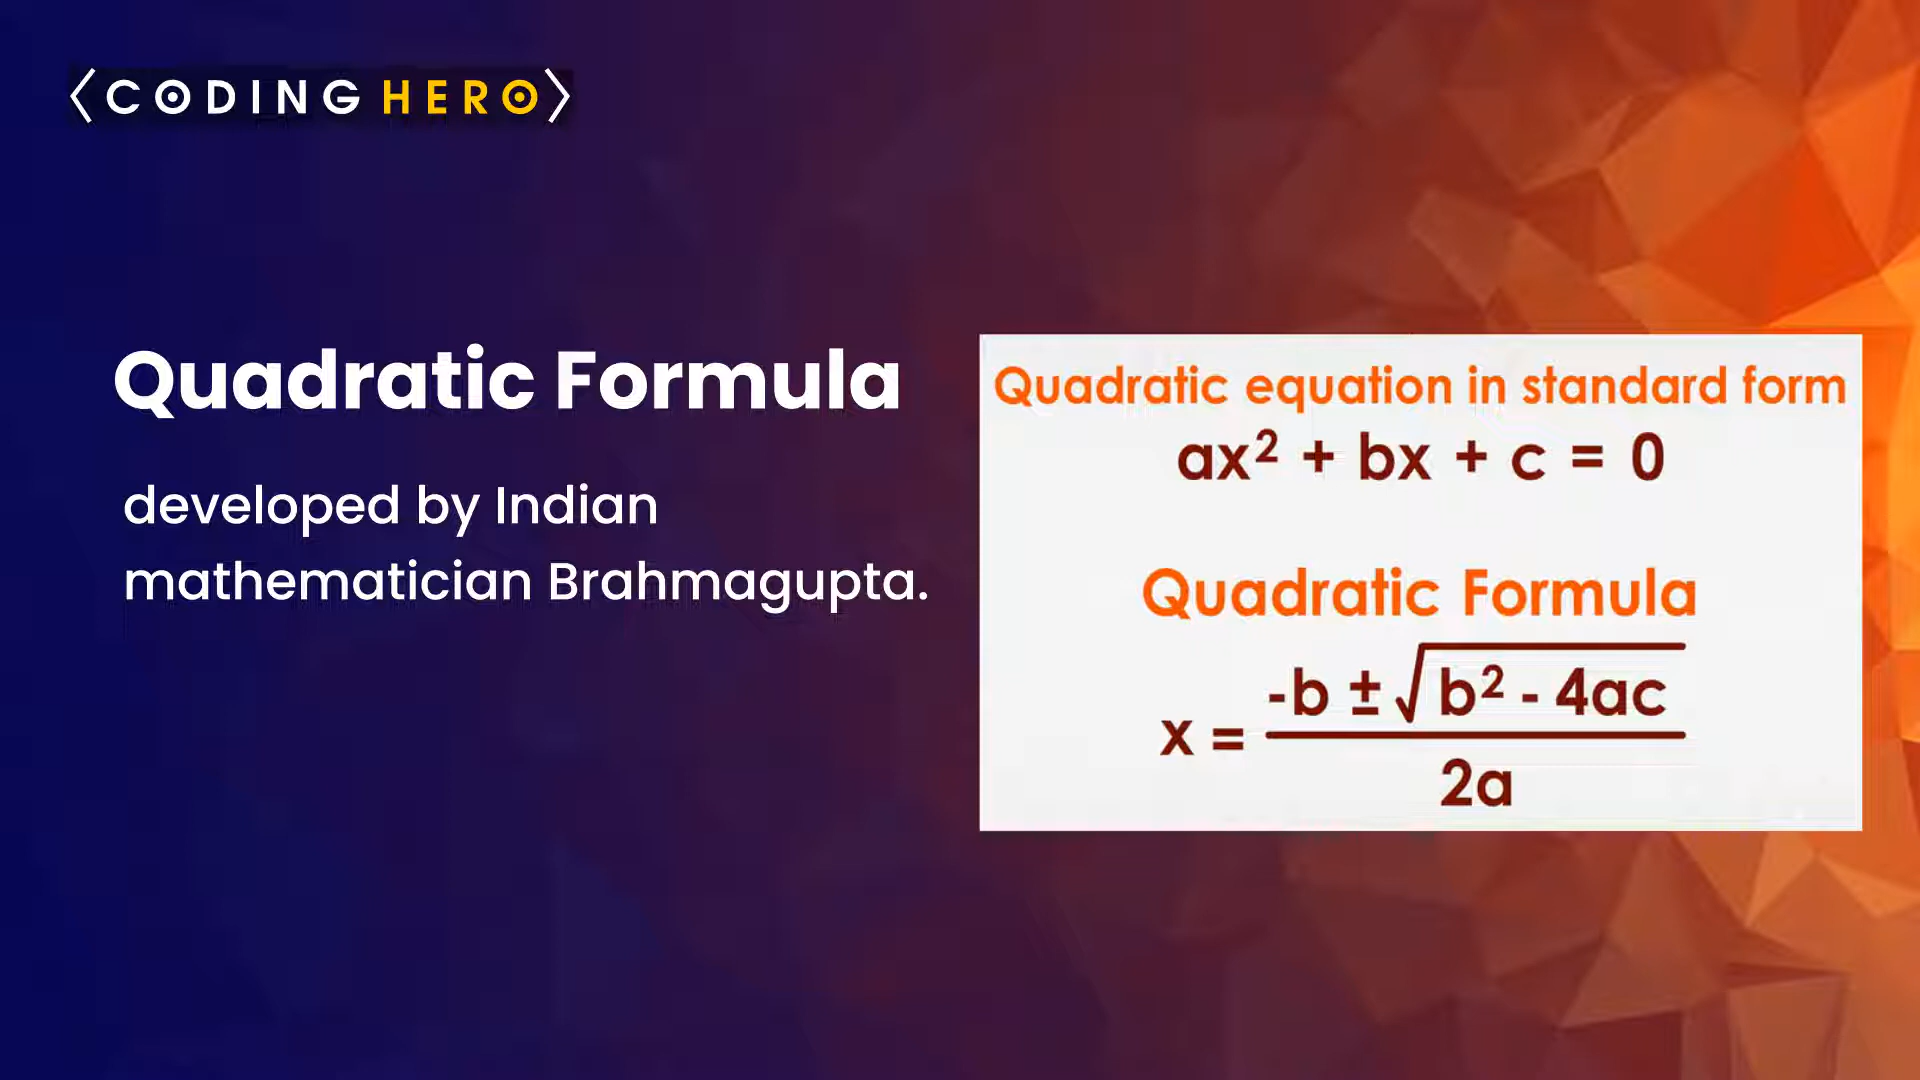 CODING HERO
Quadratic Formula
developed by Indian
mathematician Brahmagupta.
Quadratic equation in standard form
ax² + bx + c = 0
Quadratic Formula
x = -b ± √b² - 4ac
2a